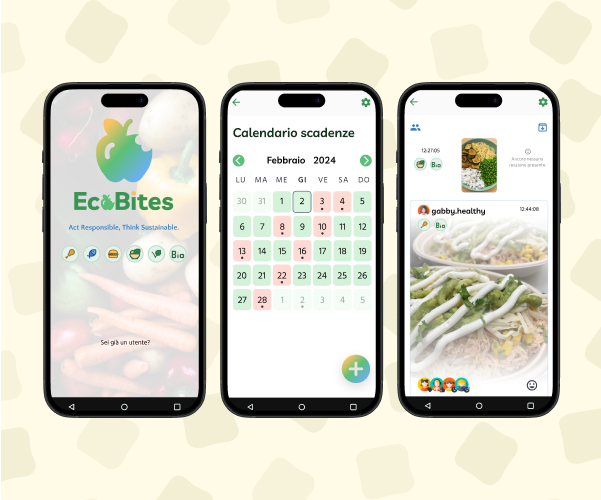 EcoBites
Act Responsible, Think Sustainable.
Bio
Sei già un utente?
Calendario scadenze
Febbraio 2024
LU MA ME GI VE SA DO
30 31 1 2 3 4 5
6 7 8 9 10 11 12
13 14 15 16 17 18 19
20 21 22 23 24 25 26
27 28 1 2 3 4 5
12:27:05
Bio
Ancora nessuna
reazione presente
gabby.healthy 12:44:08
Bio